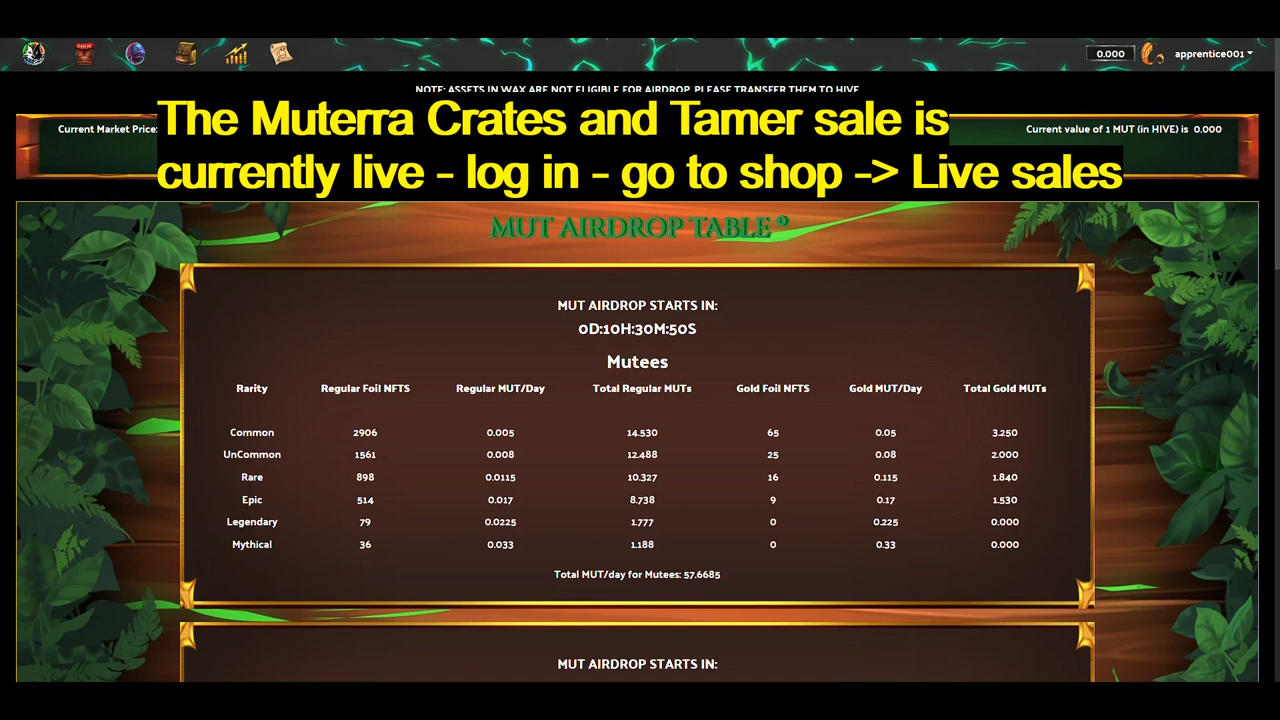 0.000 apprentice001
NOTE: ASSETS IN WAX ARE NOT ELIGIBLE FOR AIRDROP. PLEASE TRANSFER THEM TO HIVE
The Muterra Crates and Tamer sale is
currently live - log in - go to shop -> Live sales
Current Market Price: Current value of 1 MUT (in HIVE) is 0.000
MUT AIRDROP TABLE
MUT AIRDROP STARTS IN:
0D:10H:30M:50S
Mutees
Rarity Regular Foil NFTS Regular MUT/Day Total Regular MUTs Gold Foil NFTS Gold MUT/Day Total Gold MUTs
Common 2906 0.005 14.530 65 0.05 3.250
UnCommon 1561 0.008 12.488 25 0.08 2.000
Rare 898 0.0115 10.327 16 0.115 1.840
Epic 514 0.017 8.738 9 0.17 1.530
Legendary 79 0.0225 1.777 0 0.225 0.000
Mythical 36 0.033 1.188 0 0.33 0.000
Total MUT/day for Mutees: 57.6685
MUT AIRDROP STARTS IN: